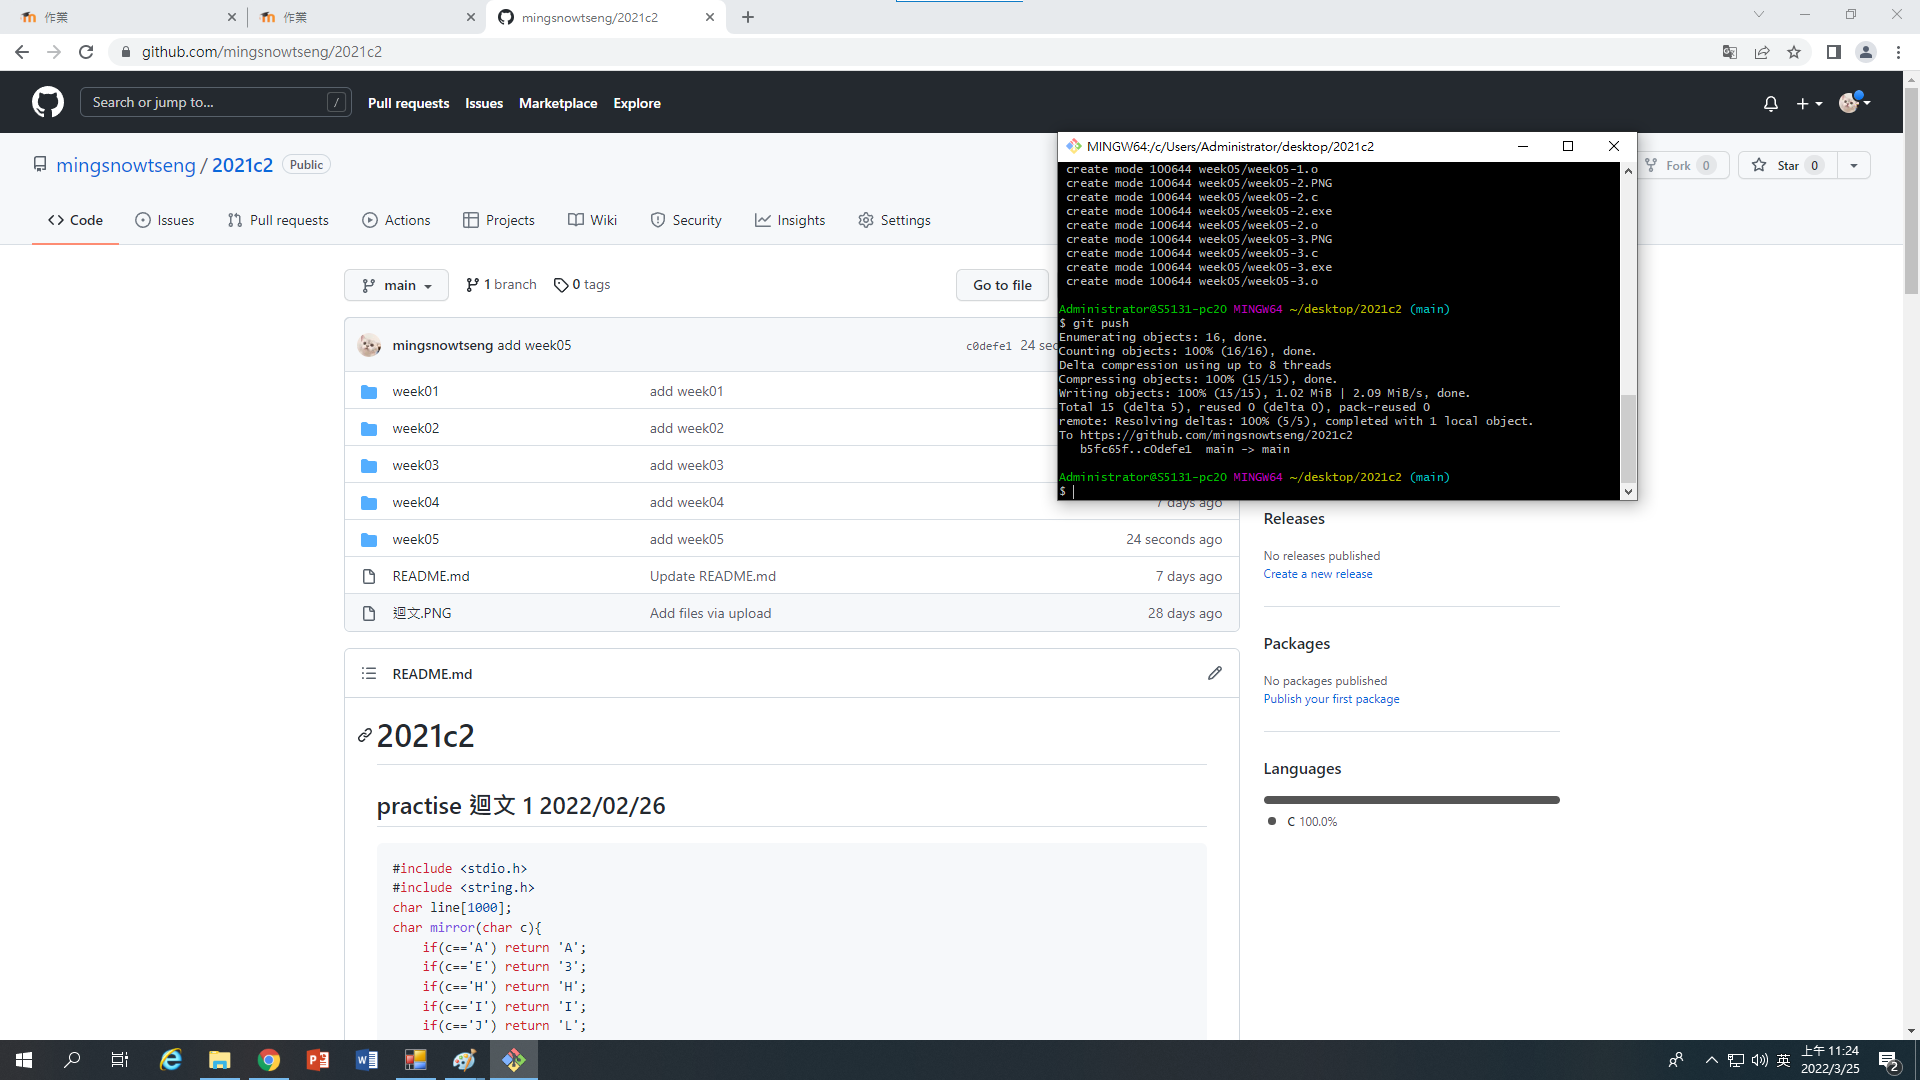 作業
作業
mingsnowtseng/2021c2
github.com/mingsnowtseng/2021c2
Search or jump to...
/
Pull requests
Issues
Marketplace
Explore
mingsnowtseng / 2021c2
Public
Fork 0
Star 0
Code
Issues
Pull requests
Actions
Projects
Wiki
Security
Insights
Settings
main
1 branch
0 tags
Go to file
mingsnowtseng add week05
c0defe1 24 sec
week01 add week01
week02 add week02
week03 add week03
week04 add week04 7 days ago
week05 add week05 24 seconds ago
README.md Update README.md 7 days ago
迴文.PNG Add files via upload 28 days ago
README.md
2021c2
practise 迴文 1 2022/02/26
#include <stdio.h>
#include <string.h>
char line[1000];
char mirror(char c){
    if(c=='A') return 'A';
    if(c=='E') return '3';
    if(c=='H') return 'H';
    if(c=='I') return 'I';
    if(c=='J') return 'L';
MINGW64:/c/Users/Administrator/desktop/2021c2
create mode 100644 week05/week05-1.o
create mode 100644 week05/week05-2.PNG
create mode 100644 week05/week05-2.c
create mode 100644 week05/week05-2.exe
create mode 100644 week05/week05-2.o
create mode 100644 week05/week05-3.PNG
create mode 100644 week05/week05-3.c
create mode 100644 week05/week05-3.exe
create mode 100644 week05/week05-3.o
Administrator@S5131-pc20 MINGW64 ~/desktop/2021c2 (main)
$ git push
Enumerating objects: 16, done.
Counting objects: 100% (16/16), done.
Delta compression using up to 8 threads
Compressing objects: 100% (15/15), done.
Writing objects: 100% (15/15), 1.02 MiB | 2.09 MiB/s, done.
Total 15 (delta 5), reused 0 (delta 0), pack-reused 0
remote: Resolving deltas: 100% (5/5), completed with 1 local object.
To https://github.com/mingsnowtseng/2021c2
   b5fc65f..c0defe1  main -> main
Administrator@S5131-pc20 MINGW64 ~/desktop/2021c2 (main)
$
Releases
No releases published
Create a new release
Packages
No packages published
Publish your first package
Languages
C 100.0%
英
上午 11:24
2022/3/25
2